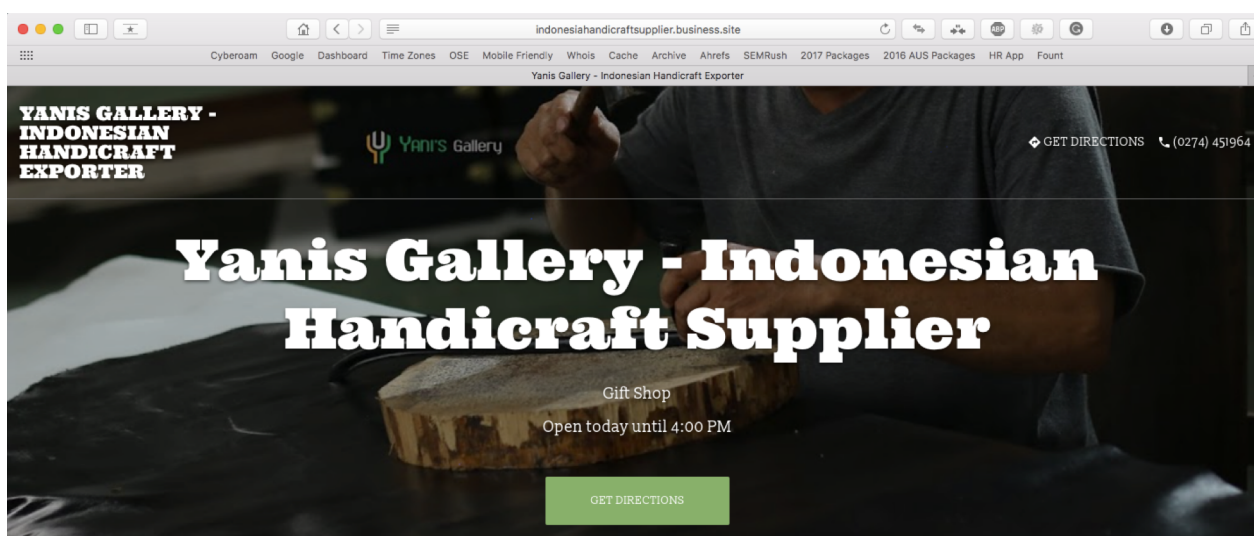 indonesiahandicraftsupplier.business.site
ABP
Cyberoam Google Dashboard Time Zones OSE Mobile Friendly Whois Cache Archive Ahrefs SEMRush 2017 Packages 2016 AUS Packages HR App Fount
Yanis Gallery - Indonesian Handicraft Exporter
YANIS GALLERY -
INDONESIAN
HANDICRAFT
EXPORTER
Yani's Gallery
GET DIRECTIONS (0274) 451964
Yanis Gallery - Indonesian
Handicraft Supplier
Gift Shop
Open today until 4:00 PM
GET DIRECTIONS